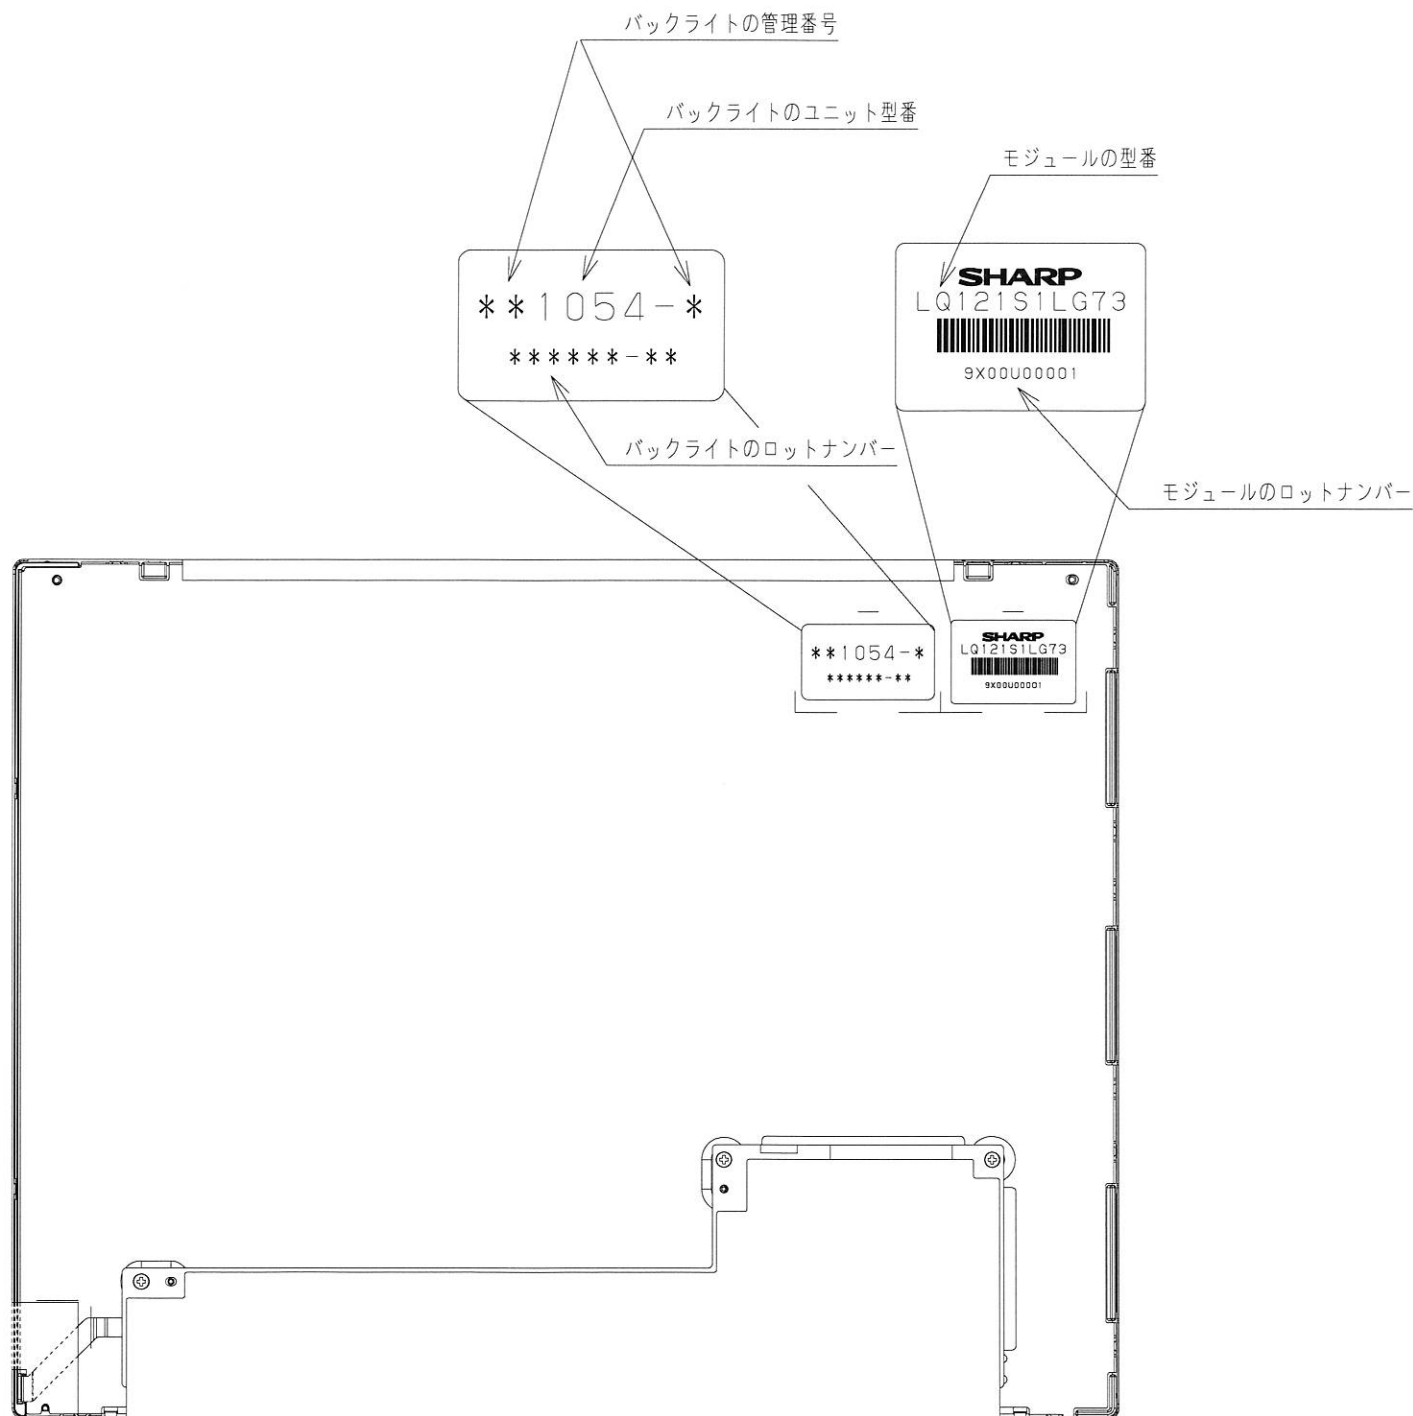 バックライトの管理番号
バックライトのユニット型番
モジュールの型番
**1054-*
******-**
SHARP
LQ121S1LG73
9X00U00001
バックライトのロットナンバー
モジュールのロットナンバー
**1054-*
******-**
SHARP
LQ121S1LG73
9X00U00001